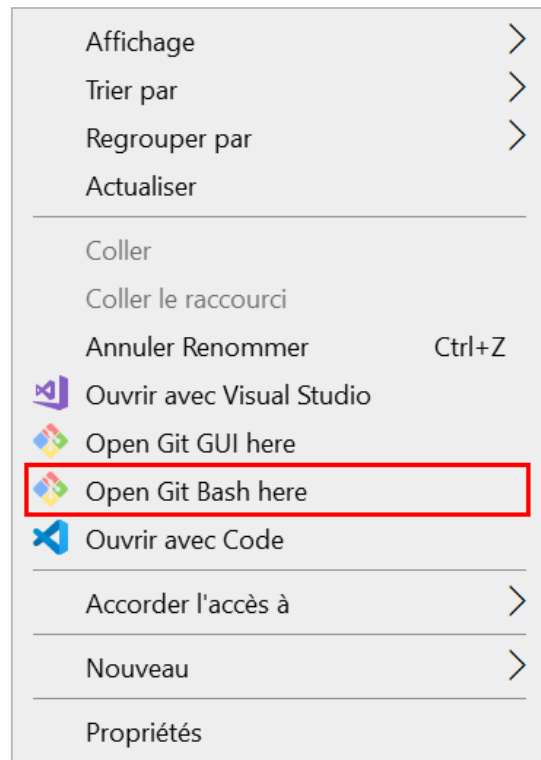 Affichage
Trier par
Regrouper par
Actualiser
Coller
Coller le raccourci
Annuler Renommer Ctrl+Z
Ouvrir avec Visual Studio
Open Git GUI here
Open Git Bash here
Ouvrir avec Code
Accorder l'accès à
Nouveau
Propriétés